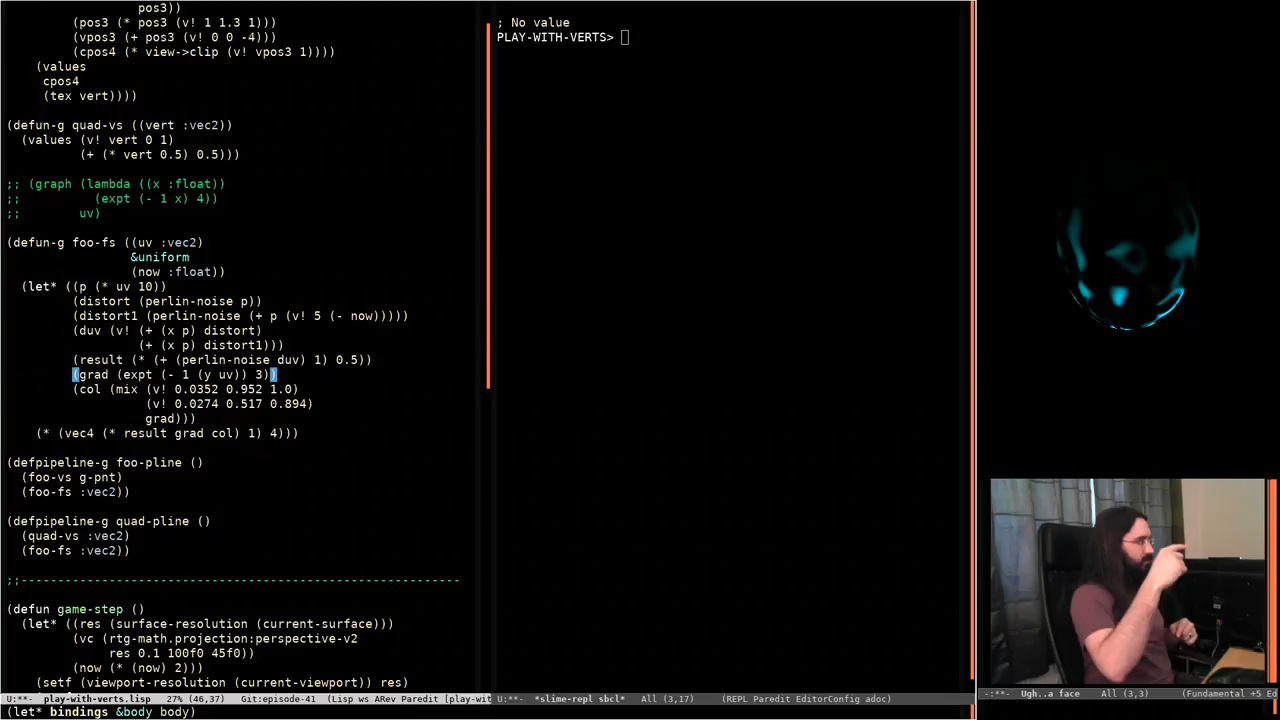 pos3))
(pos3 (* pos3 (v! 1 1.3 1)))
(vpos3 (+ pos3 (v! 0 0 -4)))
(cpos4 (* view->clip (v! vpos3 1))))
(values
cpos4
(tex vert))))
(defun-g quad-vs ((vert :vec2))
(values (v! vert 0 1)
(+ (* vert 0.5) 0.5)))
;; (graph (lambda ((x :float))
;; (expt (- 1 x) 4))
;; uv)
(defun-g foo-fs ((uv :vec2)
&uniform
(now :float))
(let* ((p (* uv 10))
(distort (perlin-noise p))
(distort1 (perlin-noise (+ p (v! 5 (- now)))))
(duv (v! (+ (x p) distort)
(+ (x p) distort1)))
(result (* (+ (perlin-noise duv) 1) 0.5))
(grad (expt (- 1 (y uv)) 3))
(col (mix (v! 0.0352 0.952 1.0)
(v! 0.0274 0.517 0.894)
grad)))
(* (vec4 (* result grad col) 1) 4)))
(defpipeline-g foo-pline ()
(foo-vs g-pnt)
(foo-fs :vec2))
(defpipeline-g quad-pline ()
(quad-vs :vec2)
(foo-fs :vec2))
;;------------------------------------------------------------
(defun game-step ()
(let* ((res (surface-resolution (current-surface)))
(vc (rtg-math.projection:perspective-v2
res 0.1 100f0 45f0))
(now (* (now) 2)))
(setf (viewport-resolution (current-viewport)) res)
U:**- play-with-verts.lisp 27% (46,37) Git:episode-41 (Lisp ws ARev Paredit [play-wit
(let* bindings &body body)
; No value
PLAY-WITH-VERTS>
U:**- *slime-repl sbcl* All (3,17) (REPL Paredit EditorConfig adoc)
-:**- Ugh..a face All (3,3) (Fundamental +5 Ed